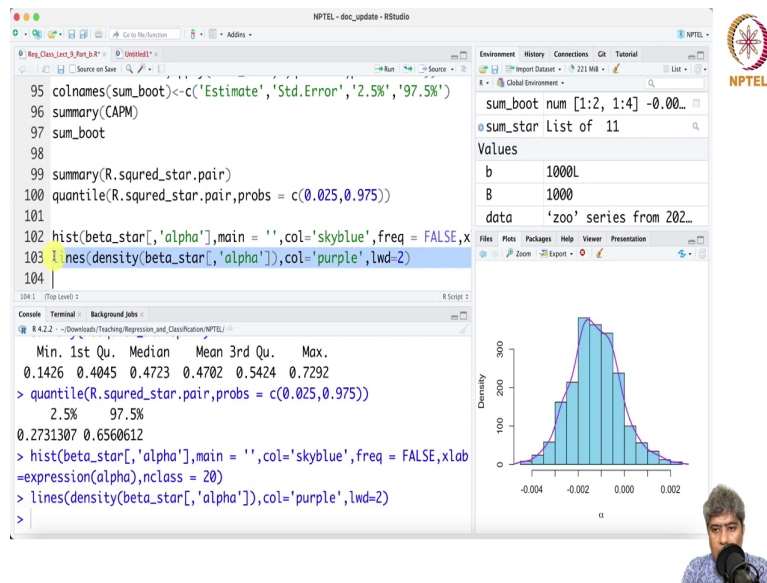 NPTEL - doc_update - RStudio
Go to file/function
Addins
NPTEL
Reg_Class_Lect_9_Part_b.R*
Untitled1*
Source on Save
Run
Source
95 colnames(sum_boot)<-c('Estimate','Std.Error','2.5%','97.5%')
96 summary(CAPM)
97 sum_boot
98
99 summary(R.squred_star.pair)
100 quantile(R.squred_star.pair,probs = c(0.025,0.975))
101
102 hist(beta_star[,'alpha'],main = '',col='skyblue',freq = FALSE,x
103 lines(density(beta_star[,'alpha']),col='purple',lwd=2)
104
104:1 (Top Level)
R Script
Console Terminal Background Jobs
R 4.2.2 · ~/Downloads/Teaching/Regression_and_Classification/NPTEL/
Min. 1st Qu. Median Mean 3rd Qu. Max.
0.1426 0.4045 0.4723 0.4702 0.5424 0.7292
> quantile(R.squred_star.pair,probs = c(0.025,0.975))
2.5% 97.5%
0.2731307 0.6560612
> hist(beta_star[,'alpha'],main = '',col='skyblue',freq = FALSE,xlab
=expression(alpha),nclass = 20)
> lines(density(beta_star[,'alpha']),col='purple',lwd=2)
>
Environment History Connections Git Tutorial
Import Dataset 221 MiB List
R Global Environment
sum_boot num [1:2, 1:4] -0.00…
sum_star List of 11
Values
b 1000L
B 1000
data 'zoo' series from 202…
Files Plots Packages Help Viewer Presentation
Zoom Export
Density
0 100 200 300
-0.004 -0.002 0.000 0.002
α
NPTEL